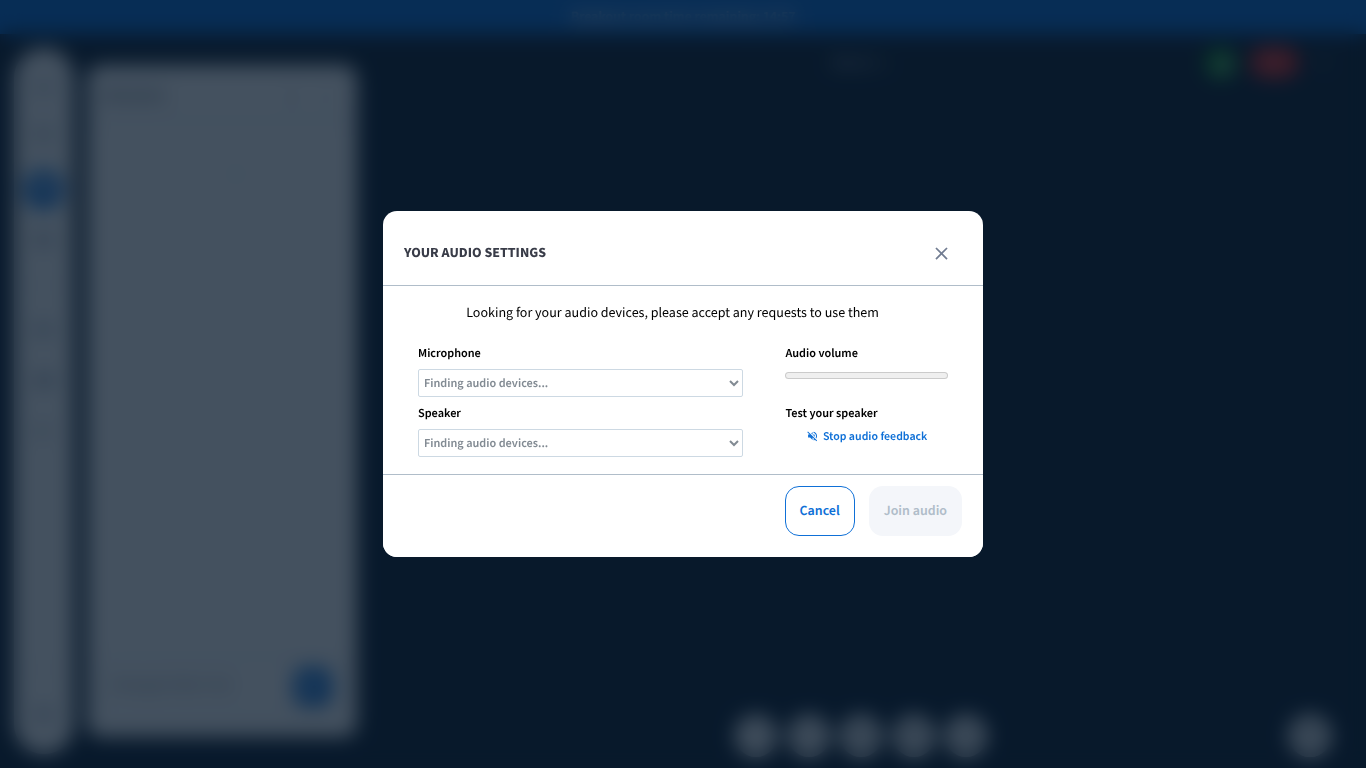 YOUR AUDIO SETTINGS
Looking for your audio devices, please accept any requests to use them
Microphone
Audio volume
Finding audio devices...
Speaker
Test your speaker
Finding audio devices...
Stop audio feedback
Cancel
Join audio